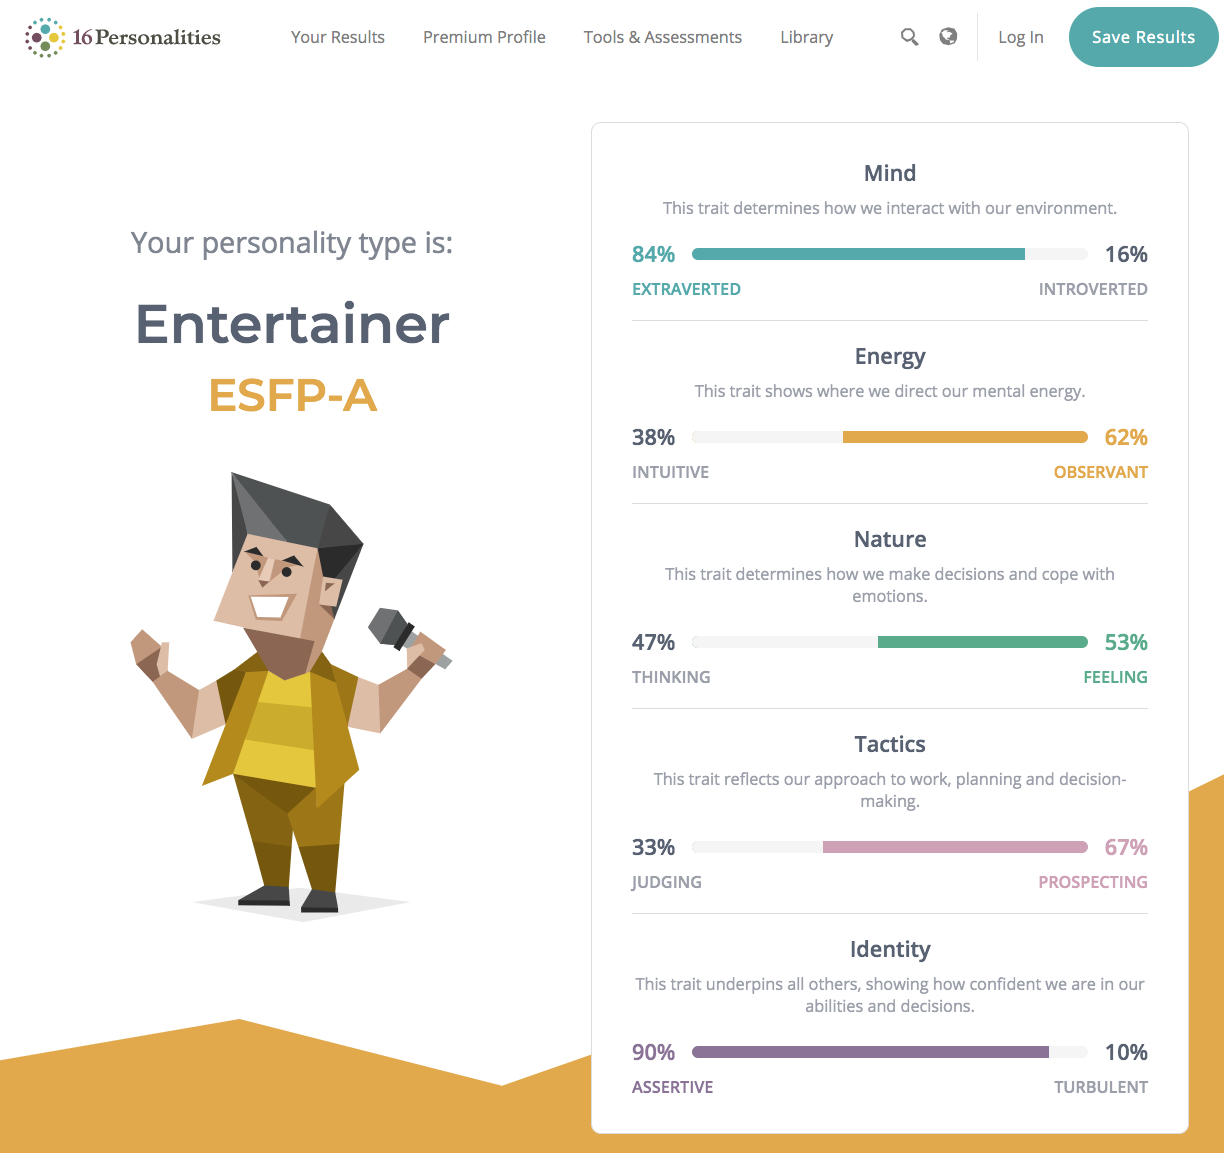 16Personalities
Your Results
Premium Profile
Tools & Assessments
Library
Log In
Save Results
Your personality type is:
Entertainer
ESFP-A
Mind
This trait determines how we interact with our environment.
84%
16%
EXTRAVERTED
INTROVERTED
Energy
This trait shows where we direct our mental energy.
38%
62%
INTUITIVE
OBSERVANT
Nature
This trait determines how we make decisions and cope with
emotions.
47%
53%
THINKING
FEELING
Tactics
This trait reflects our approach to work, planning and decision-
making.
33%
67%
JUDGING
PROSPECTING
Identity
This trait underpins all others, showing how confident we are in our
abilities and decisions.
90%
10%
ASSERTIVE
TURBULENT